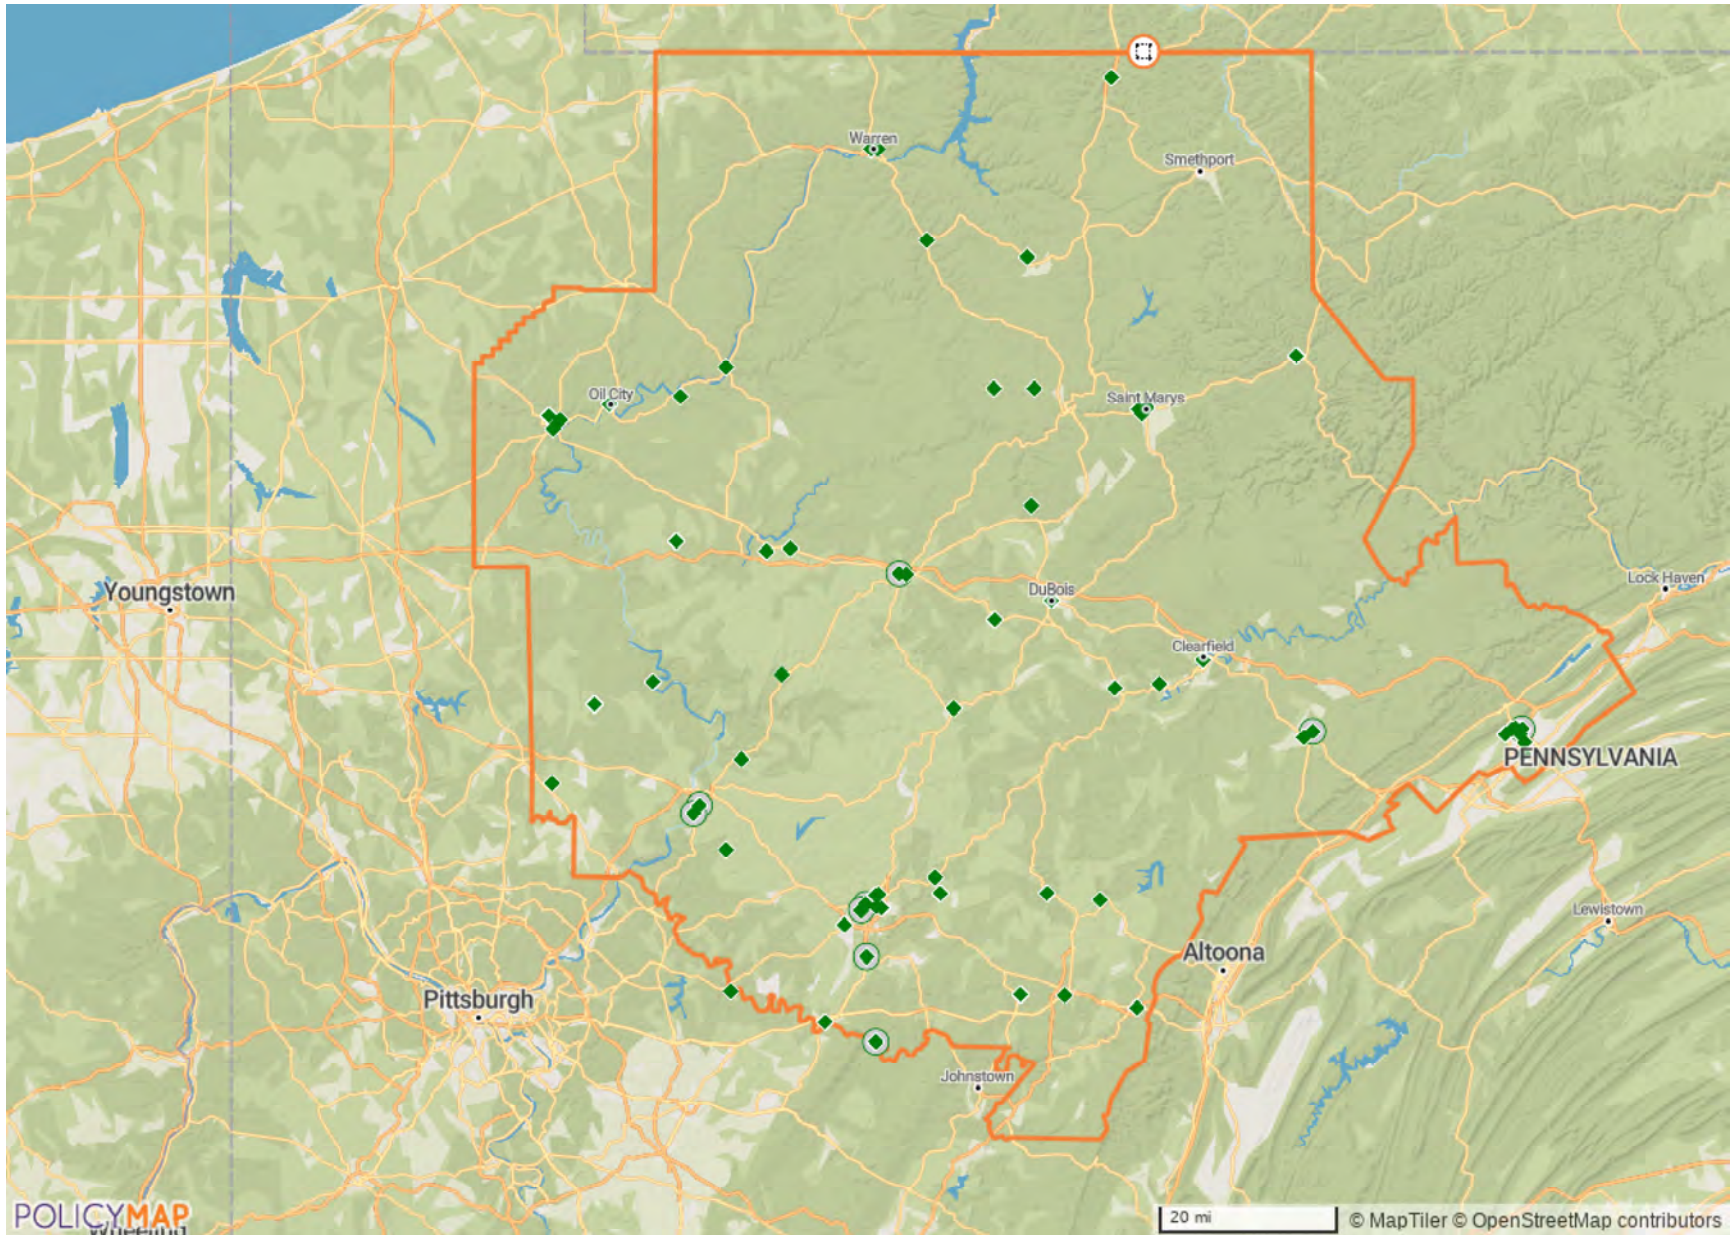 Warren
Smethport
Oil City
Saint Marys
Youngstown
DuBois
Lock Haven
Clearfield
PENNSYLVANIA
Lewistown
Altoona
Pittsburgh
Johnstown
POLICYMAP
Wheeling
20 mi
© MapTiler © OpenStreetMap contributors